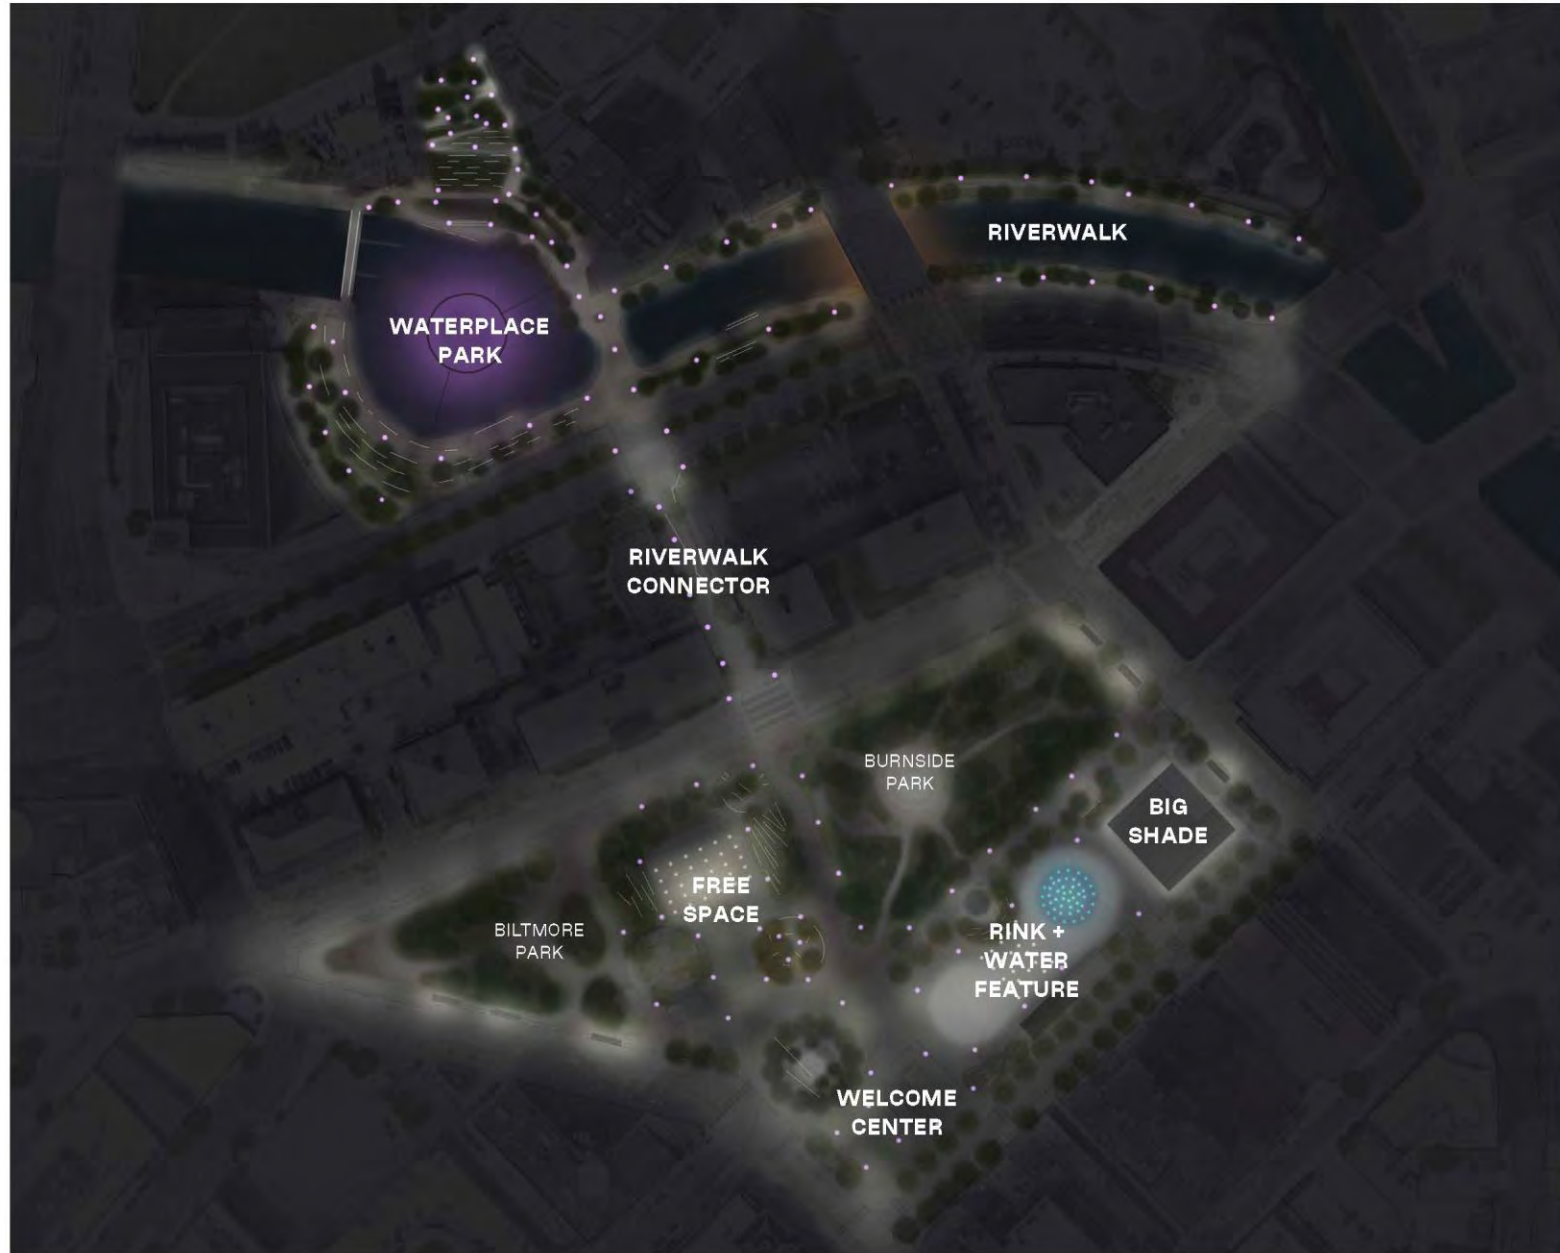 RIVERWALK
WATERPLACE
PARK
RIVERWALK
CONNECTOR
BURNSIDE
PARK
BIG
SHADE
FREE
SPACE
BILTMORE
PARK
RINK +
WATER
FEATURE
WELCOME
CENTER